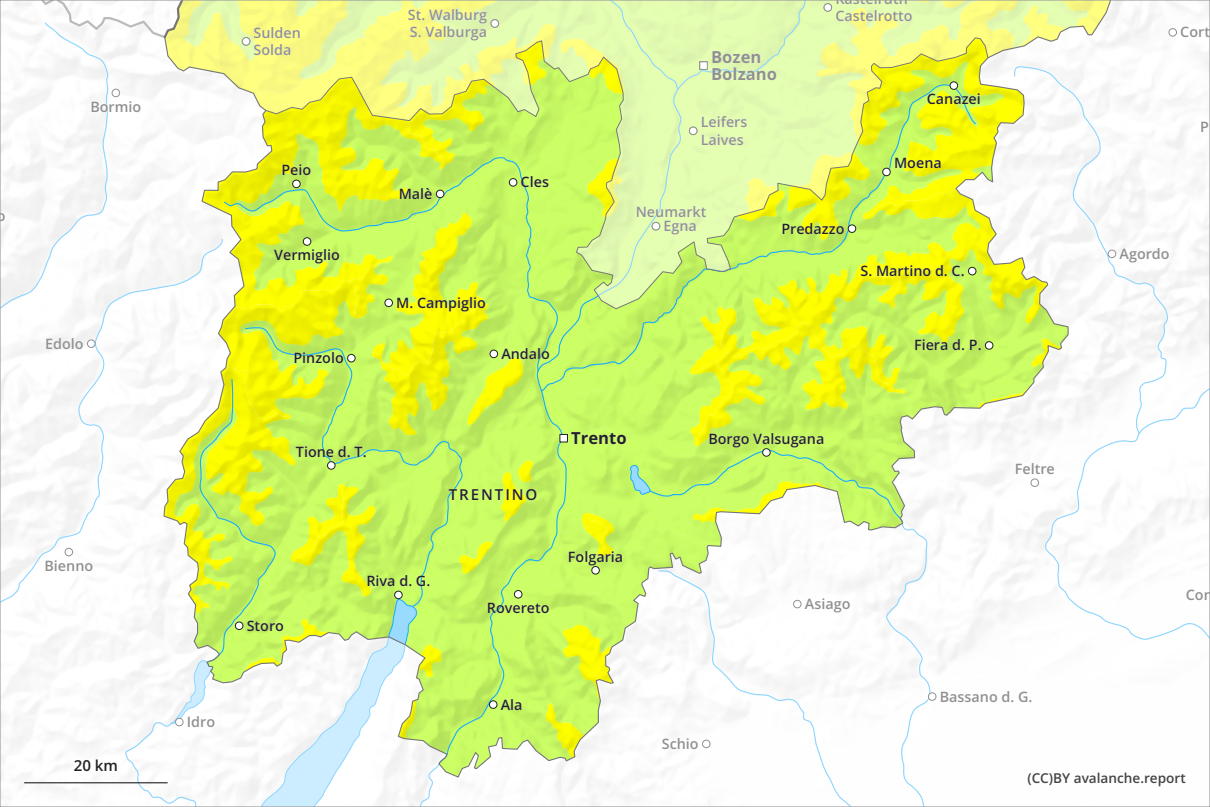 Kastelruth
Castelrotto
St. Walburg
S. Valburga
Sulden
Solda
Cort
Bozen
Bolzano
Bormio
Canazei
Leifers
Laives
P
Moena
Peio
Malè
Cles
Neumarkt
Egna
Predazzo
Vermiglio
Agordo
S. Martino d. C.
M. Campiglio
Edolo
Pinzolo
Andalo
Fiera d. P.
Trento
Borgo Valsugana
Tione d. T.
Feltre
TRENTINO
Bienno
Folgaria
Riva d. G.
Cor
Rovereto
Asiago
Storo
Bassano d. G.
Ala
Idro
Schio
20 km
(CC)BY avalanche.report